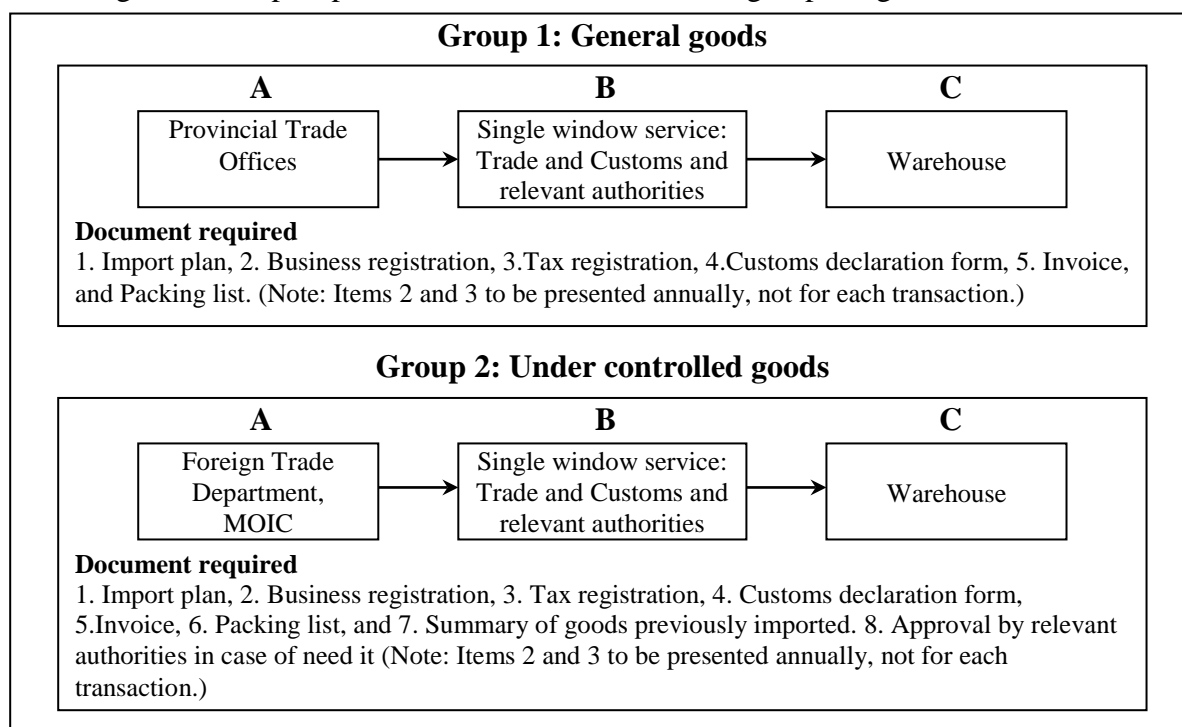 Group 1: General goods
A
B
C
Provincial Trade
Offices
Single window service:
Trade and Customs and
relevant authorities
Warehouse
Document required
1. Import plan, 2. Business registration, 3.Tax registration, 4.Customs declaration form, 5. Invoice,
and Packing list. (Note: Items 2 and 3 to be presented annually, not for each transaction.)
Group 2: Under controlled goods
A
B
C
Foreign Trade
Department,
MOIC
Single window service:
Trade and Customs and
relevant authorities
Warehouse
Document required
1. Import plan, 2. Business registration, 3. Tax registration, 4. Customs declaration form,
5.Invoice, 6. Packing list, and 7. Summary of goods previously imported. 8. Approval by relevant
authorities in case of need it (Note: Items 2 and 3 to be presented annually, not for each
transaction.)